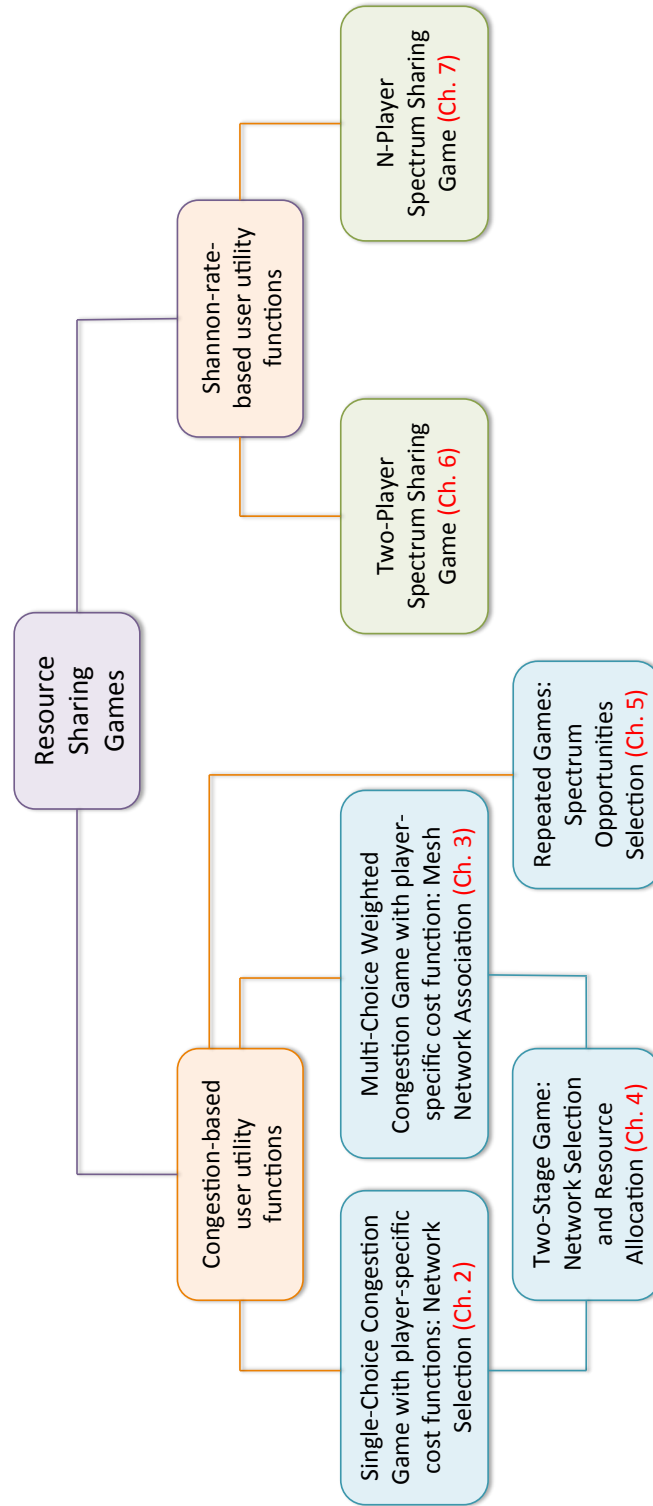 Resource
Sharing
Games
Congestion-based
user utility
functions
Shannon-rate-
based user utility
functions
Single-Choice Congestion
Game with player-specific
cost functions: Network
Selection (Ch. 2)
Multi-Choice Weighted
Congestion Game with player-
specific cost function: Mesh
Network Association (Ch. 3)
Two-Player
Spectrum Sharing
Game (Ch. 6)
N-Player
Spectrum Sharing
Game (Ch. 7)
Two-Stage Game:
Network Selection
and Resource
Allocation (Ch. 4)
Repeated Games:
Spectrum
Opportunities
Selection (Ch. 5)